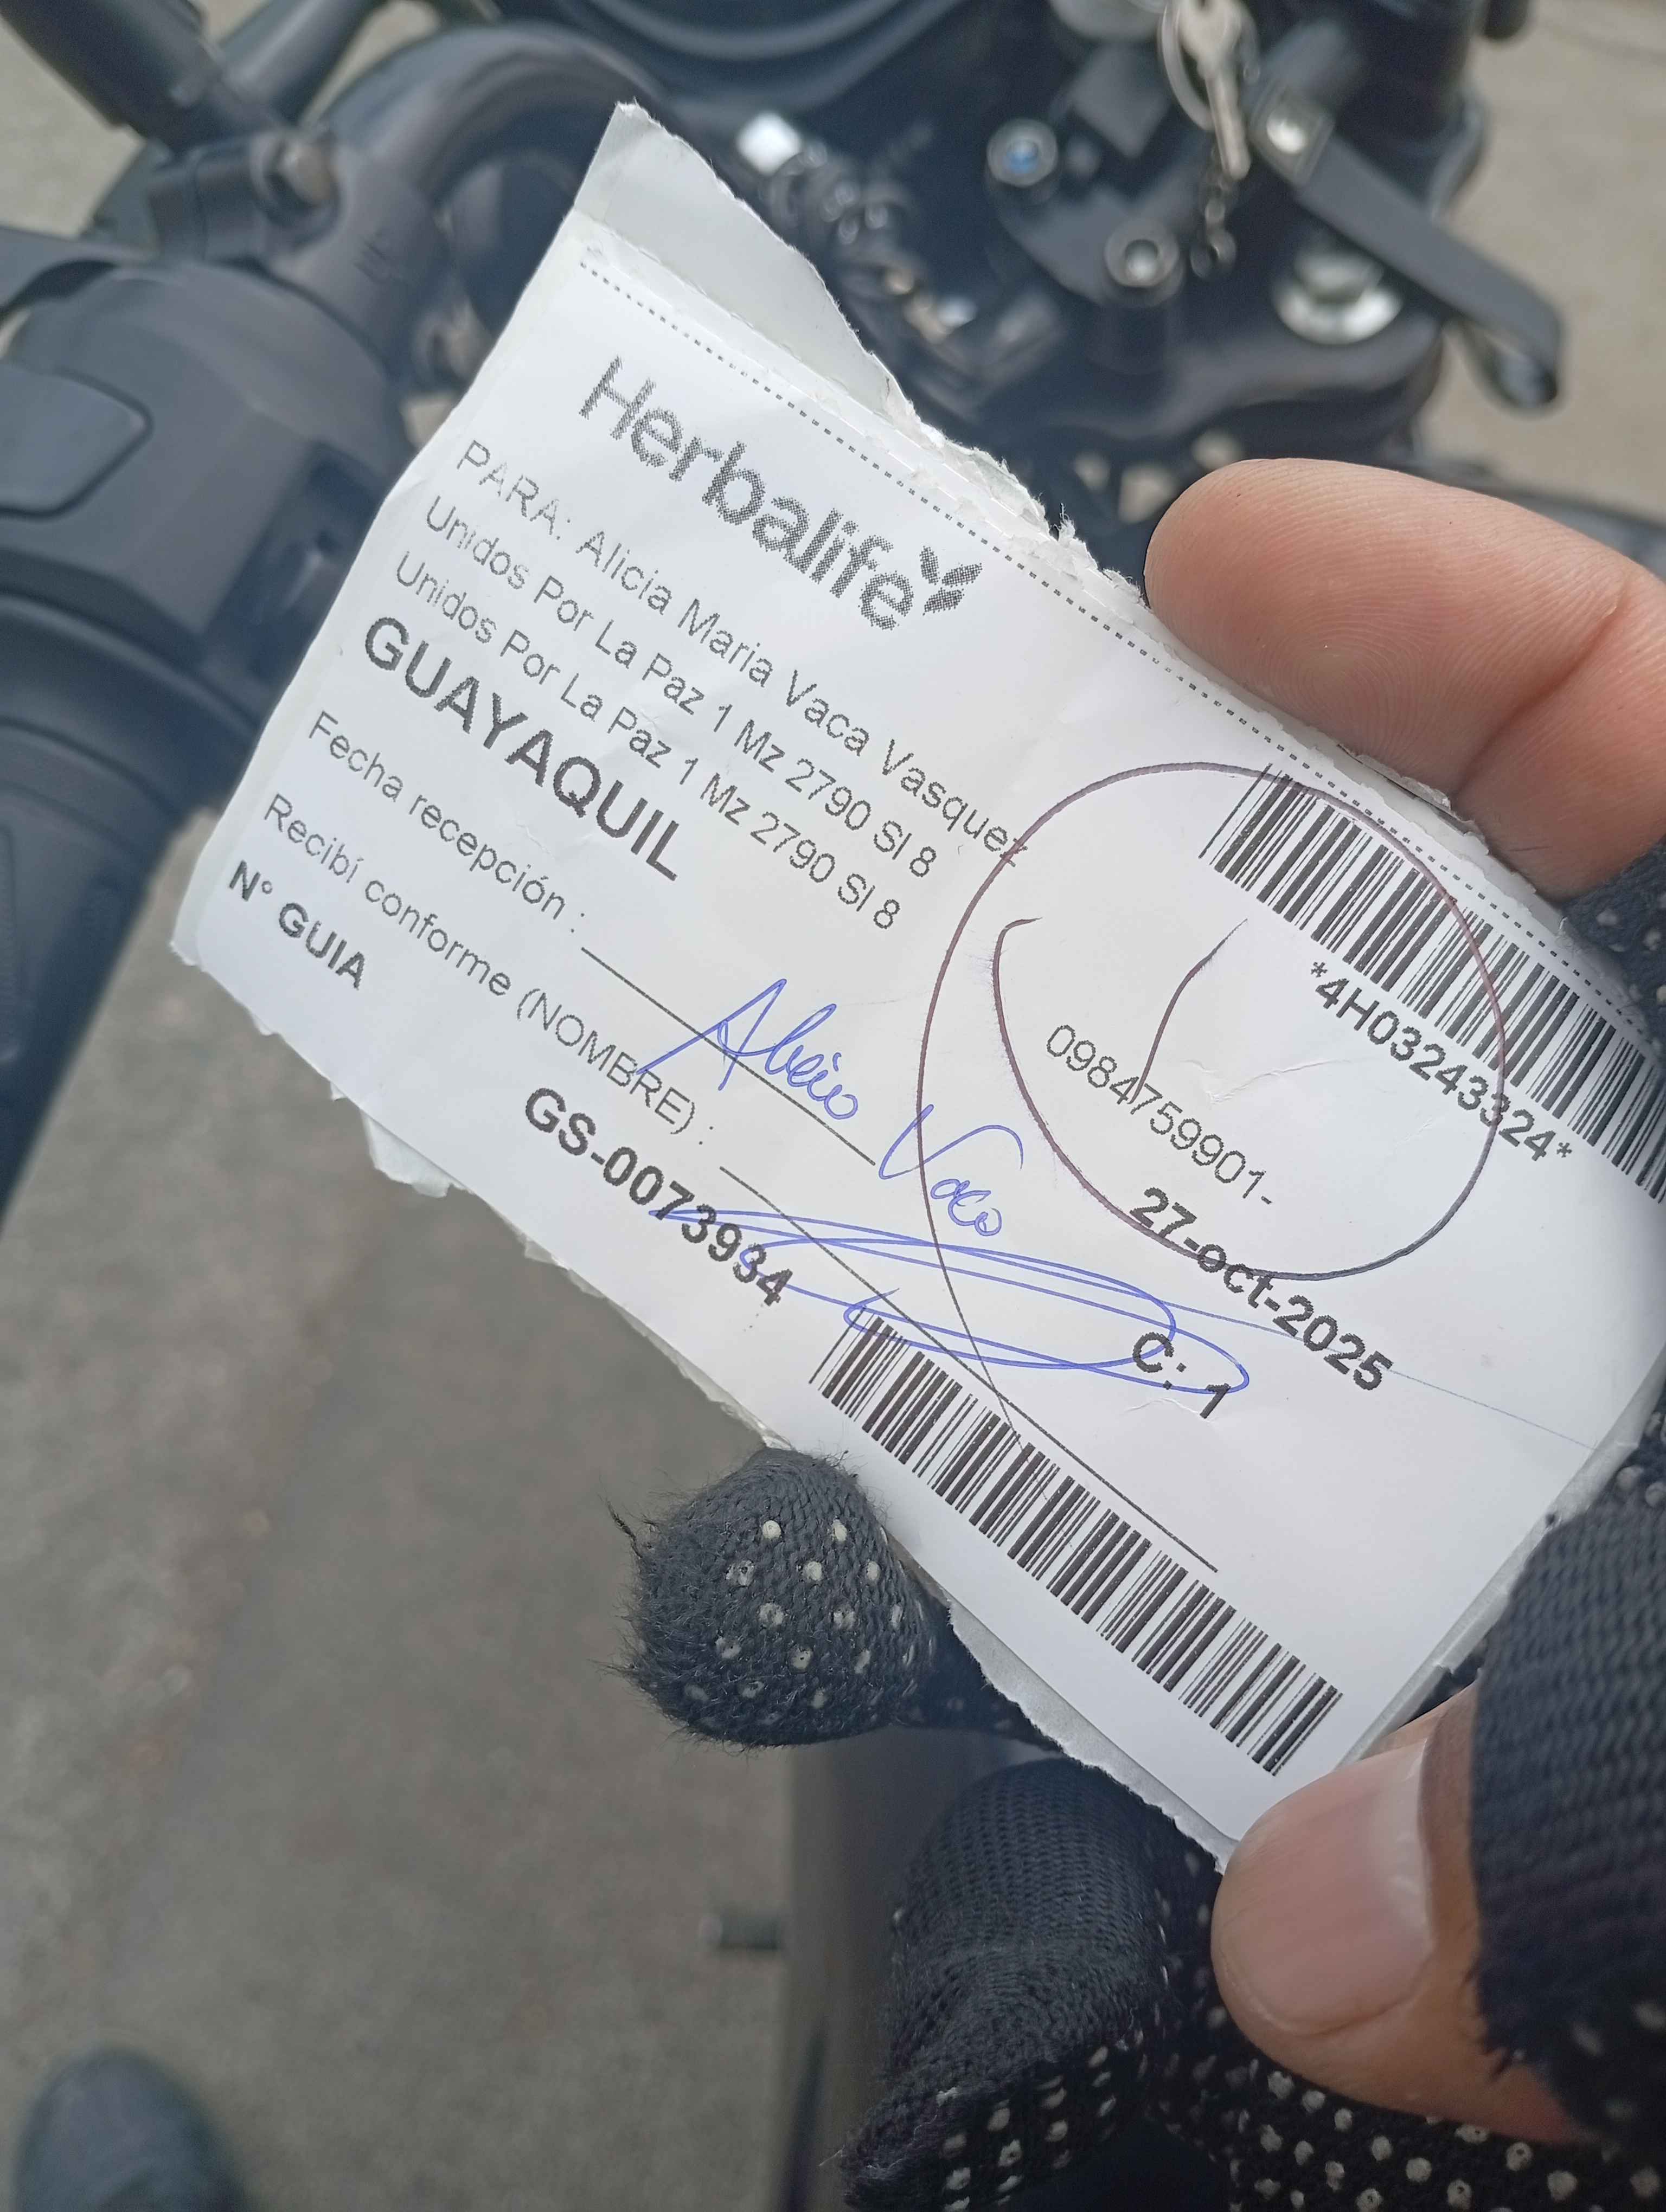 Herbalife
*4H03243324*
PARA: Alicia Maria Vaca Vasquez
Unidos Por La Paz 1 Mz 2790 Sl 8
Unidos Por La Paz 1 Mz 2790 Sl 8
0984759901-
GUAYAQUIL
27-oct-2025
Fecha recepción :
Vaca
C: 1
Recibí conforme (NOMBRE) :
N° GUIA
GS-0073934